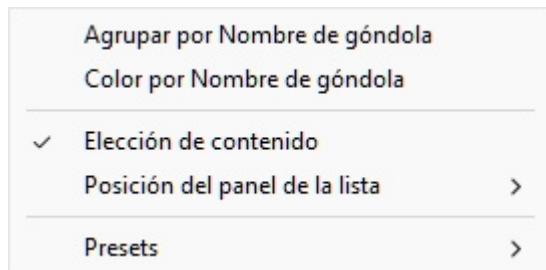 Agrupar por Nombre de góndola
Color por Nombre de góndola
Elección de contenido
Posición del panel de la lista
Presets